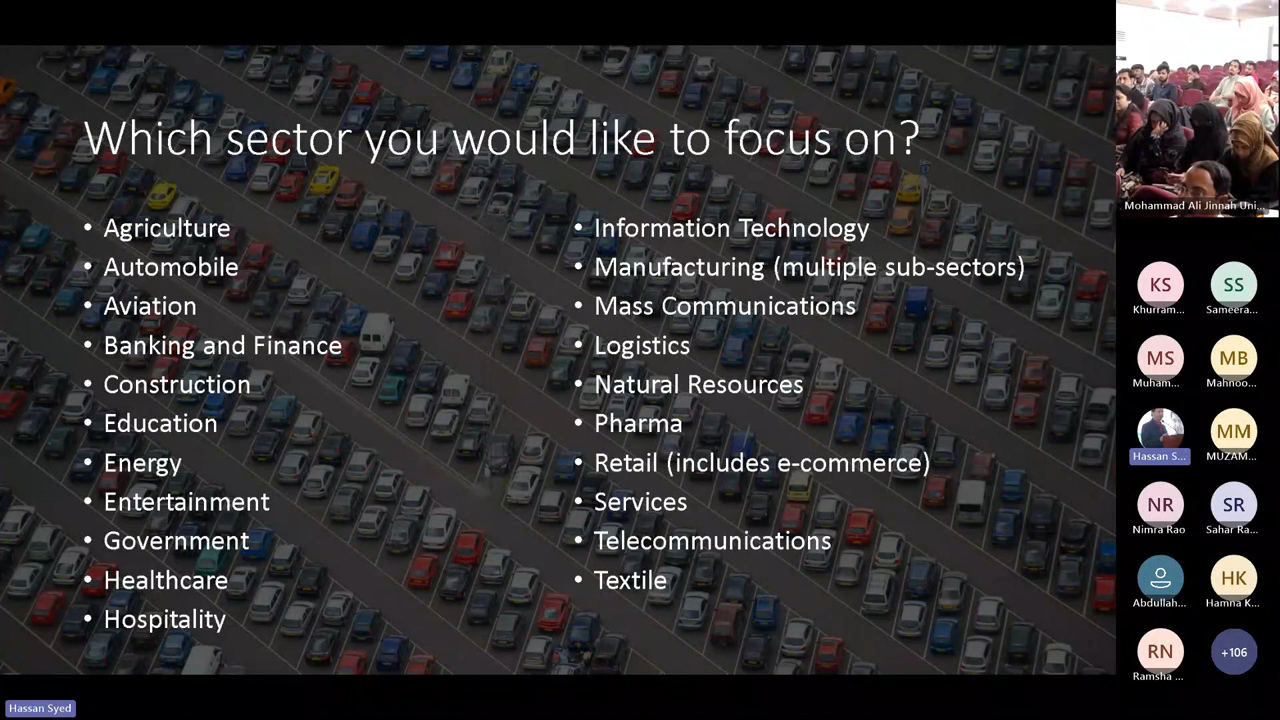 Which sector you would like to focus on?
• Agriculture
• Automobile
• Aviation
• Banking and Finance
• Construction
• Education
• Energy
• Entertainment
• Government
• Healthcare
• Hospitality
• Information Technology
• Manufacturing (multiple sub-sectors)
• Mass Communications
• Logistics
• Natural Resources
• Pharma
• Retail (includes e-commerce)
• Services
• Telecommunications
• Textile
Mohammad Ali Jinnah Uni...
KS
Khurram...
SS
Sameera...
MS
Muham...
MB
Mahnoo...
Hassan S...
MM
MUZAM...
NR
Nimra Rao
SR
Sahar Ra...
Abdullah...
HK
Hamna K...
RN
Ramsha ...
+106
Hassan Syed